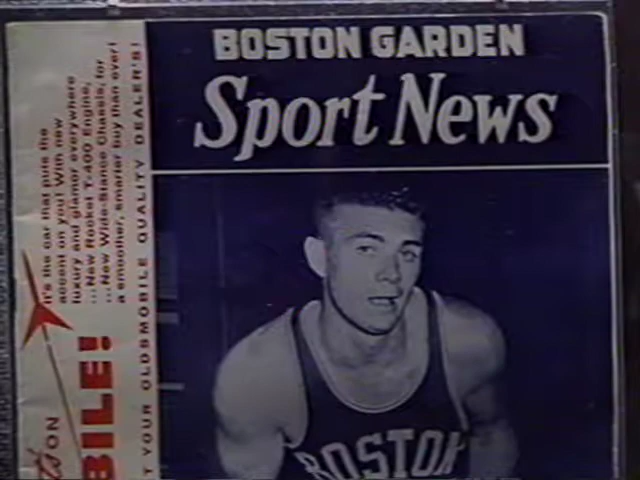 BOSTON GARDEN
Sport News
BOSTON
It's the car that puts the
accent on you! With new
luxury and glamor everywhere
...New Rocket T-400 Engine,
...New Wide-Stance Chassis, for
a smoother, smarter buy than ever!
ON
BILE!
T YOUR OLDSMOBILE QUALITY DEALER'S!